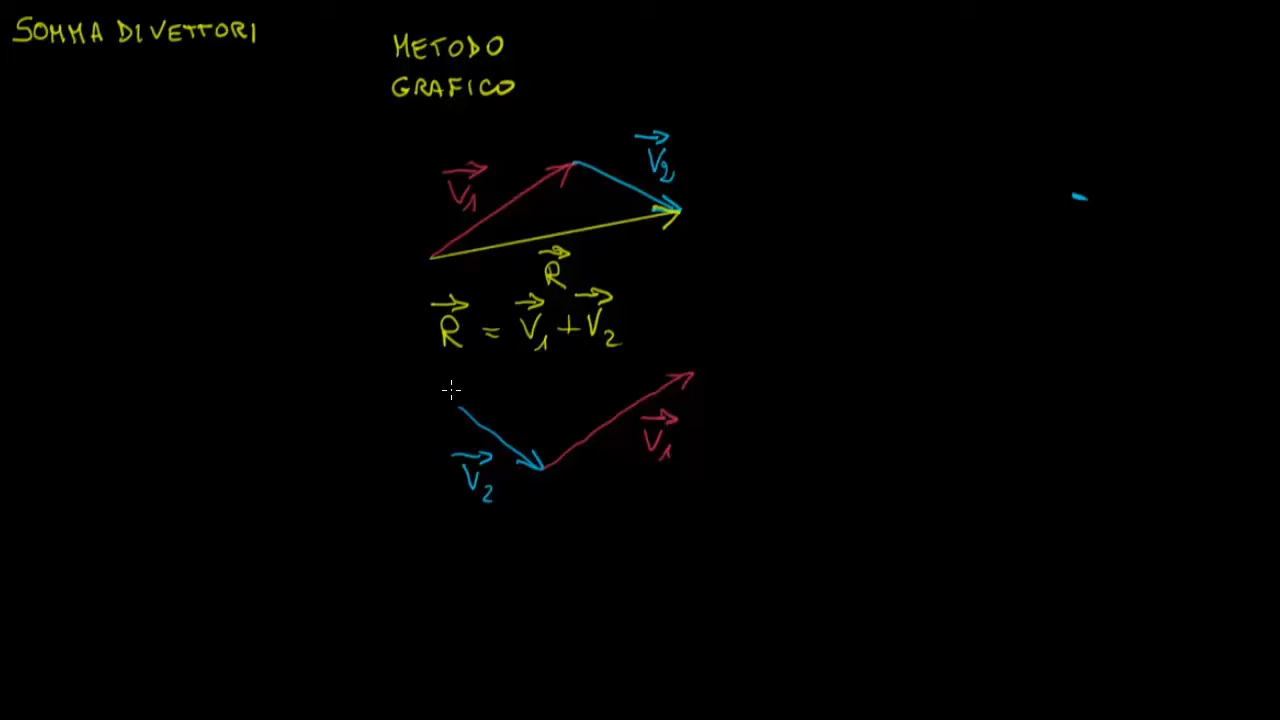 SOMMA DI VETTORI
METODO
GRAFICO
V₁
V₂
R
R = V₁ + V₂
V₁
V₂